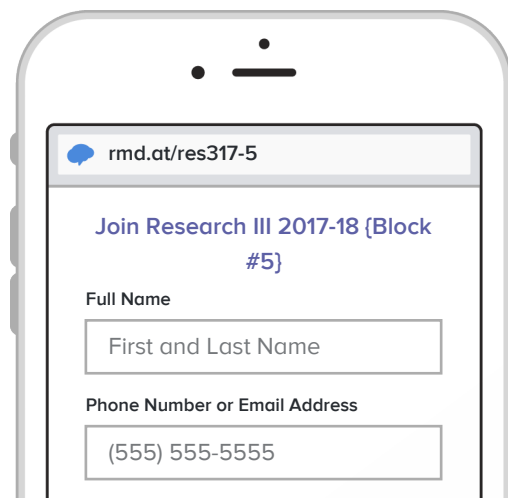 rmd.at/res317-5
Join Research III 2017-18 {Block
#5}
Full Name
First and Last Name
Phone Number or Email Address
(555) 555-5555